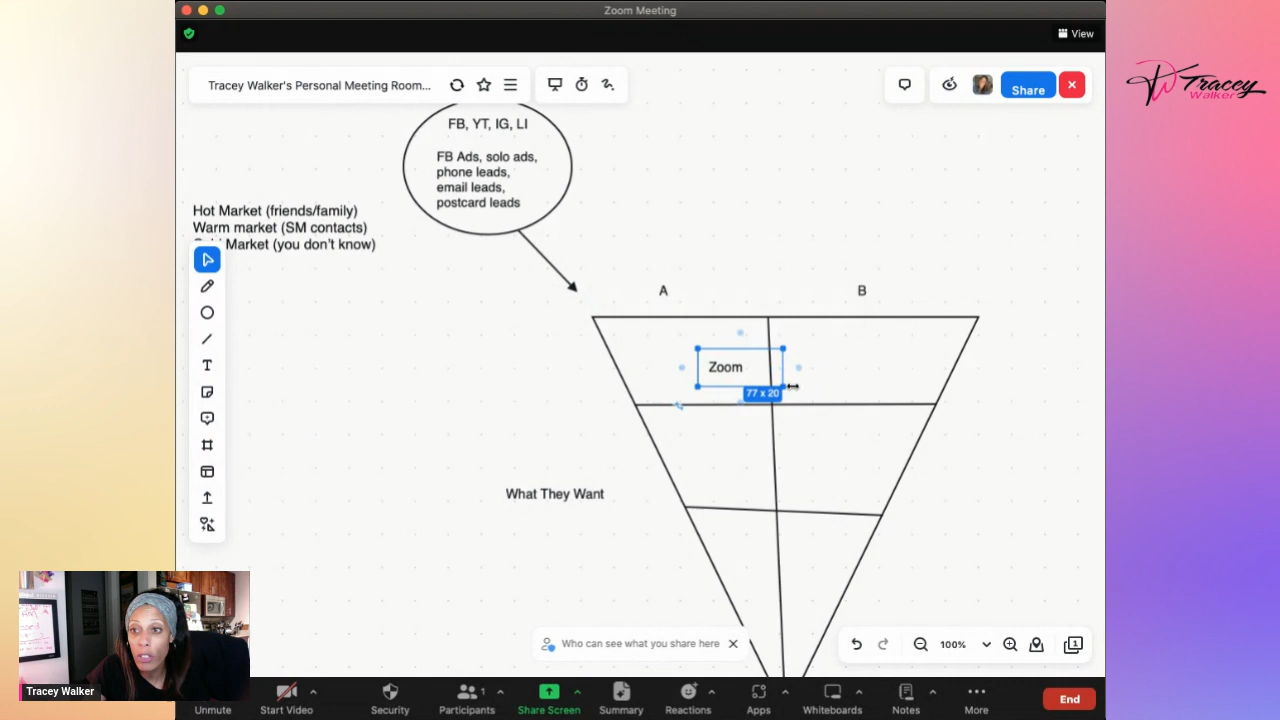 Zoom Meeting
View
Tracey Walker's Personal Meeting Room...
Share
Tracey
Walker
FB, YT, IG, LI
FB Ads, solo ads,
phone leads,
email leads,
postcard leads
Hot Market (friends/family)
Warm market (SM contacts)
Market (you don't know)
A
B
Zoom
77 x 20
What They Want
Who can see what you share here
100%
1
Tracey Walker
Unmute
Start Video
Security
Participants
1
Share Screen
Summary
Reactions
Apps
Whiteboards
Notes
More
End